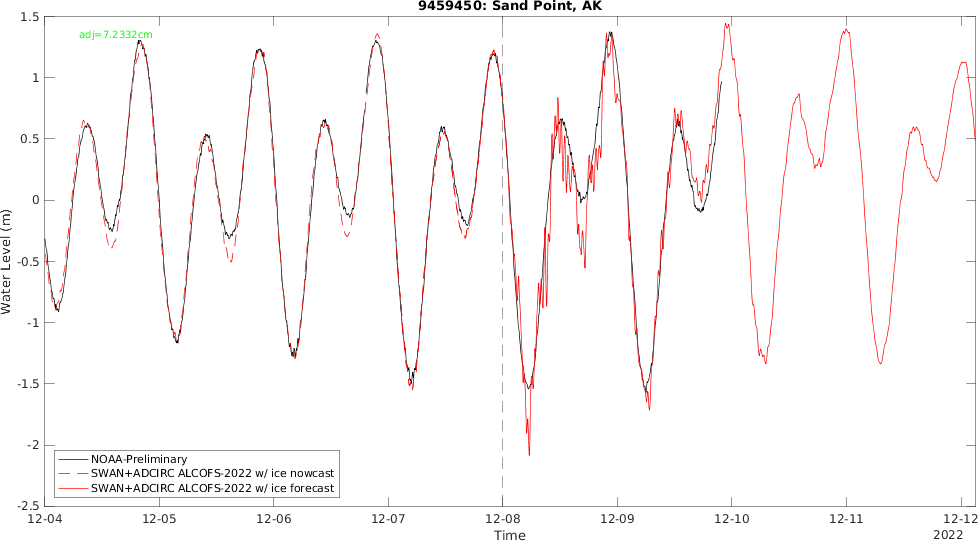 9459450: Sand Point, AK
adj=7.2332cm
1.5
1
0.5
0
-0.5
-1
-1.5
-2
-2.5
Water Level (m)
NOAA-Preliminary
SWAN+ADCIRC ALCOFS-2022 w/ ice nowcast
SWAN+ADCIRC ALCOFS-2022 w/ ice forecast
12-04 12-05 12-06 12-07 12-08 12-09 12-10 12-11 12-12
Time
2022